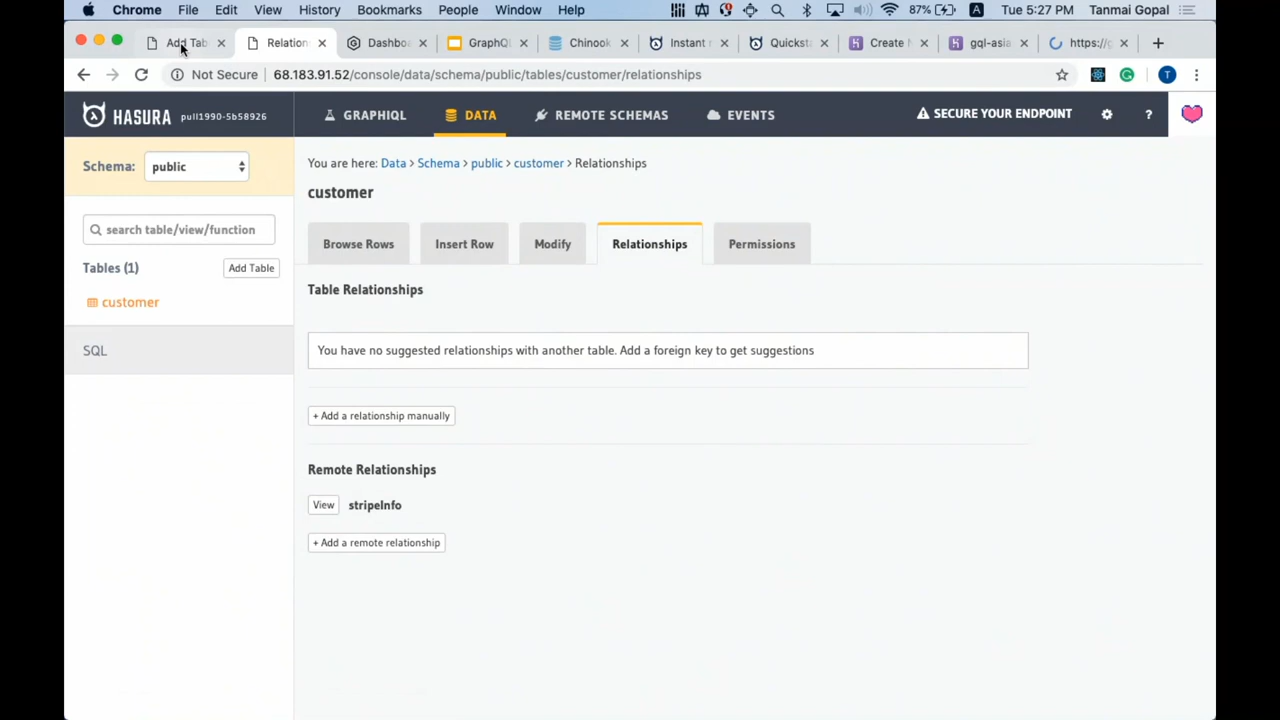 Chrome File Edit View History Bookmarks People Window Help 87% Tue 5:27 PM Tanmai Gopal
Add Tab Relation Dashbo GraphQL Chinook Instant r Quicksta Create N gql-asia https://g
Not Secure 68.183.91.52/console/data/schema/public/tables/customer/relationships T
HASURA pull1990-5b58926 GRAPHIQL DATA REMOTE SCHEMAS EVENTS SECURE YOUR ENDPOINT ?
Schema: public
You are here: Data > Schema > public > customer > Relationships
customer
search table/view/function
Browse Rows Insert Row Modify Relationships Permissions
Tables (1) Add Table
customer
SQL
Table Relationships
You have no suggested relationships with another table. Add a foreign key to get suggestions
+ Add a relationship manually
Remote Relationships
View stripeInfo
+ Add a remote relationship